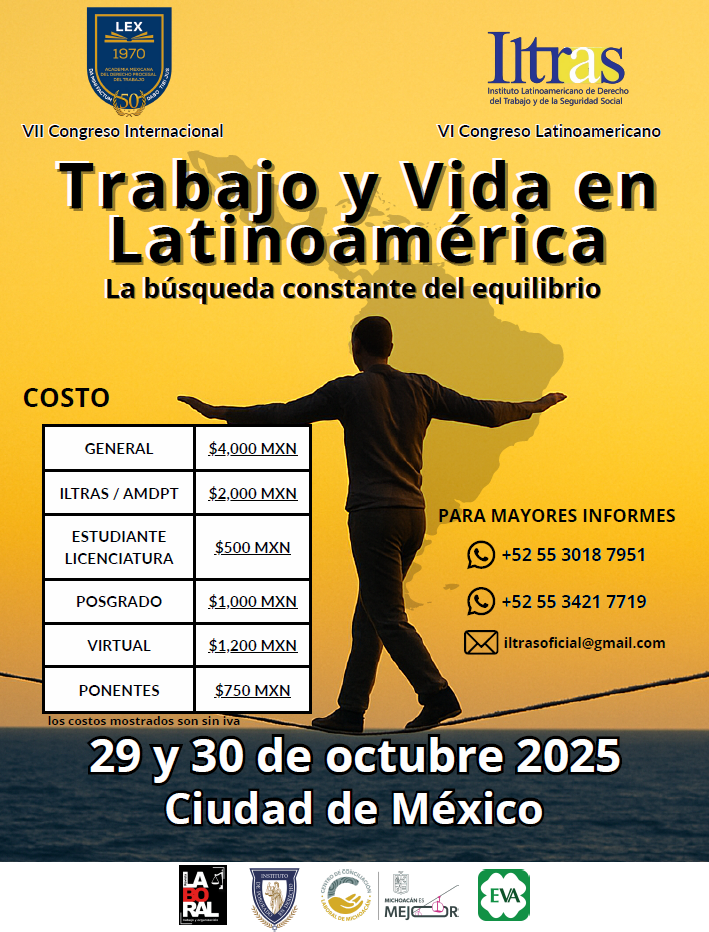 LEX
1970
ACADEMIA MEXICANA
DEL DERECHO PROCESAL
DEL TRABAJO
50
Iltras
Instituto Latinoamericano de Derecho
del Trabajo y de la Seguridad Social
VII Congreso Internacional
VI Congreso Latinoamericano
Trabajo y Vida en
Latinoamérica
La búsqueda constante del equilibrio
COSTO
GENERAL $4,000 MXN
ILTRAS / AMDPT $2,000 MXN
ESTUDIANTE
LICENCIATURA $500 MXN
POSGRADO $1,000 MXN
VIRTUAL $1,200 MXN
PONENTES $750 MXN
los costos mostrados son sin iva
PARA MAYORES INFORMES
+52 55 3018 7951
+52 55 3421 7719
iltrasoficial@gmail.com
29 y 30 de octubre 2025
Ciudad de México
LA
BO
RAL
INSTITUTO
CENTRO DE CONCILIACIÓN
LABORAL DE MICHOACÁN
MICHOACÁN ES
MEJOR
EVA